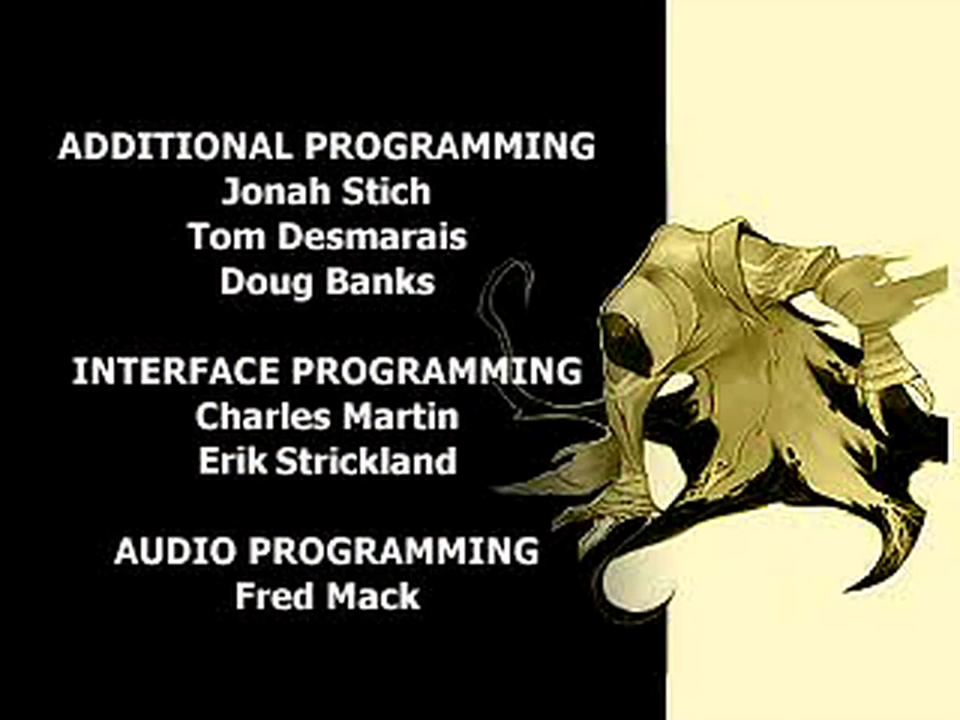 ADDITIONAL PROGRAMMING
Jonah Stich
Tom Desmarais
Doug Banks
INTERFACE PROGRAMMING
Charles Martin
Erik Strickland
AUDIO PROGRAMMING
Fred Mack